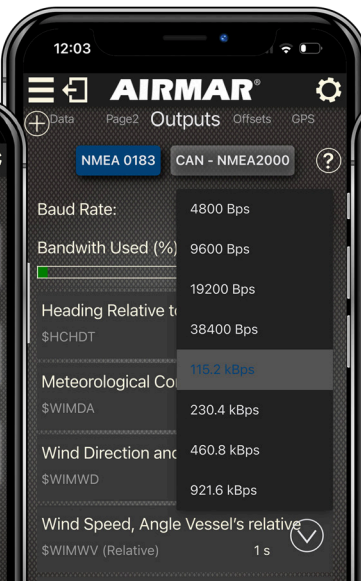 12:03
AIRMAR®
Data Page2 Outputs Offsets GPS
NMEA 0183 CAN - NMEA2000 ?
Baud Rate:
4800 Bps
Bandwith Used (%)
9600 Bps
19200 Bps
Heading Relative to
38400 Bps
$HCHDT
115.2 kBps
Meteorological Co
$WIMDA
230.4 kBps
Wind Direction and
460.8 kBps
$WIMWD
921.6 kBps
Wind Speed, Angle Vessel's relative
$WIMWV (Relative) 1 s